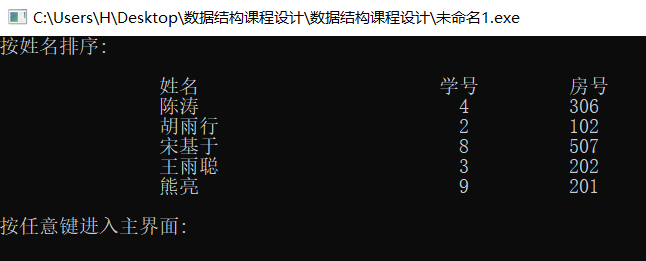 C:\Users\H\Desktop\数据结构课程设计\数据结构课程设计\未命名1.exe
按姓名排序:
姓名 学号 房号
陈涛 4 306
胡雨行 2 102
宋基于 8 507
王雨聪 3 202
熊亮 9 201
按任意键进入主界面: